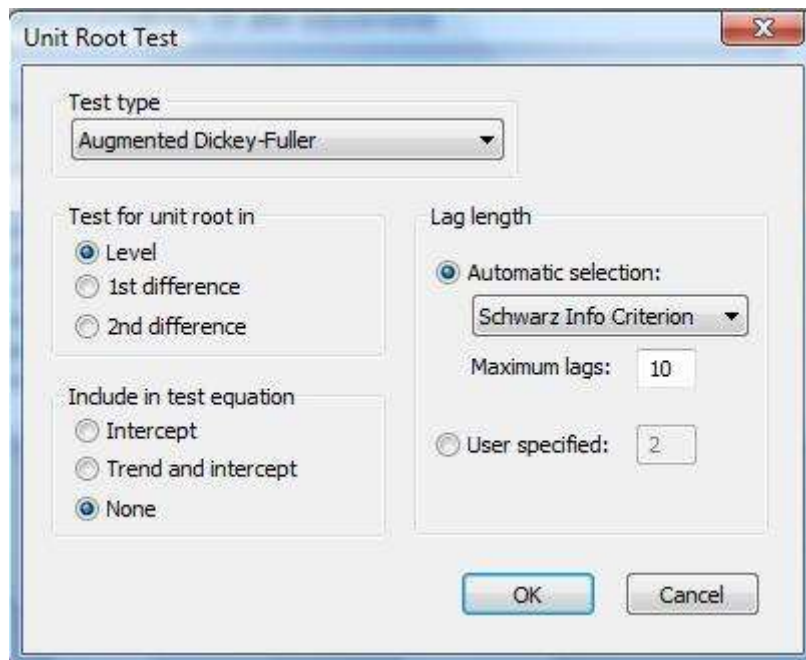 Unit Root Test
Test type
Augmented Dickey-Fuller
Test for unit root in
Level
1st difference
2nd difference
Include in test equation
Intercept
Trend and intercept
None
Lag length
Automatic selection:
Schwarz Info Criterion
Maximum lags: 10
User specified: 2
OK
Cancel